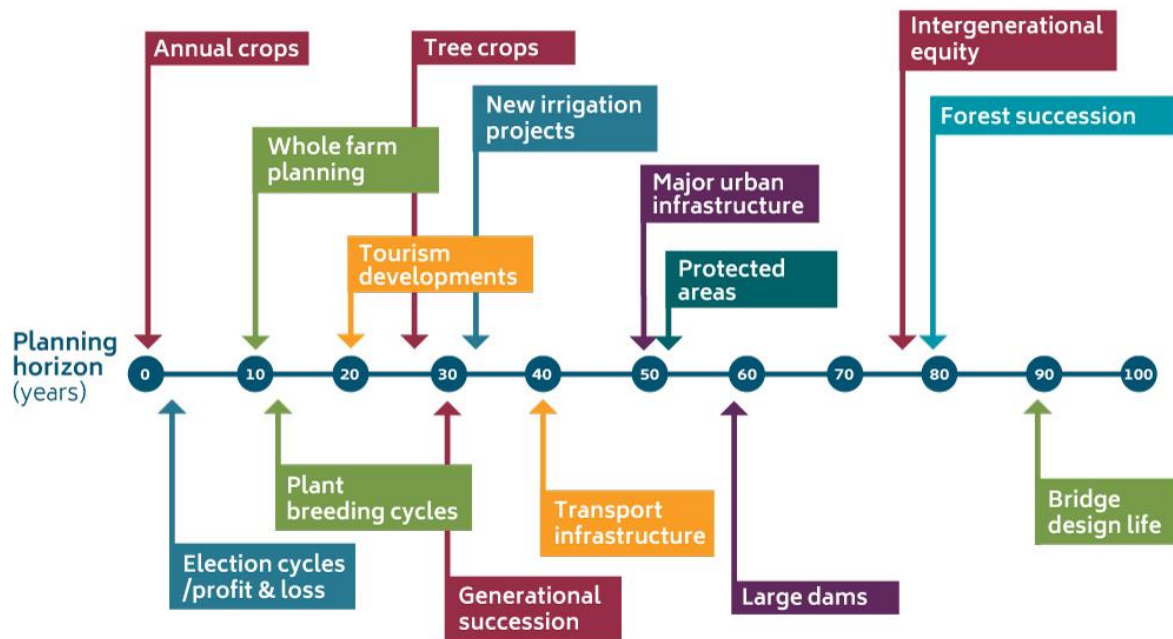 Annual crops
Tree crops
Intergenerational
equity
New irrigation
projects
Forest succession
Whole farm
planning
Major urban
infrastructure
Tourism
developments
Protected
areas
Planning
horizon
(years)
0 10 20 30 40 50 60 70 80 90 100
Plant
breeding cycles
Transport
infrastructure
Bridge
design life
Election cycles
/profit & loss
Generational
succession
Large dams